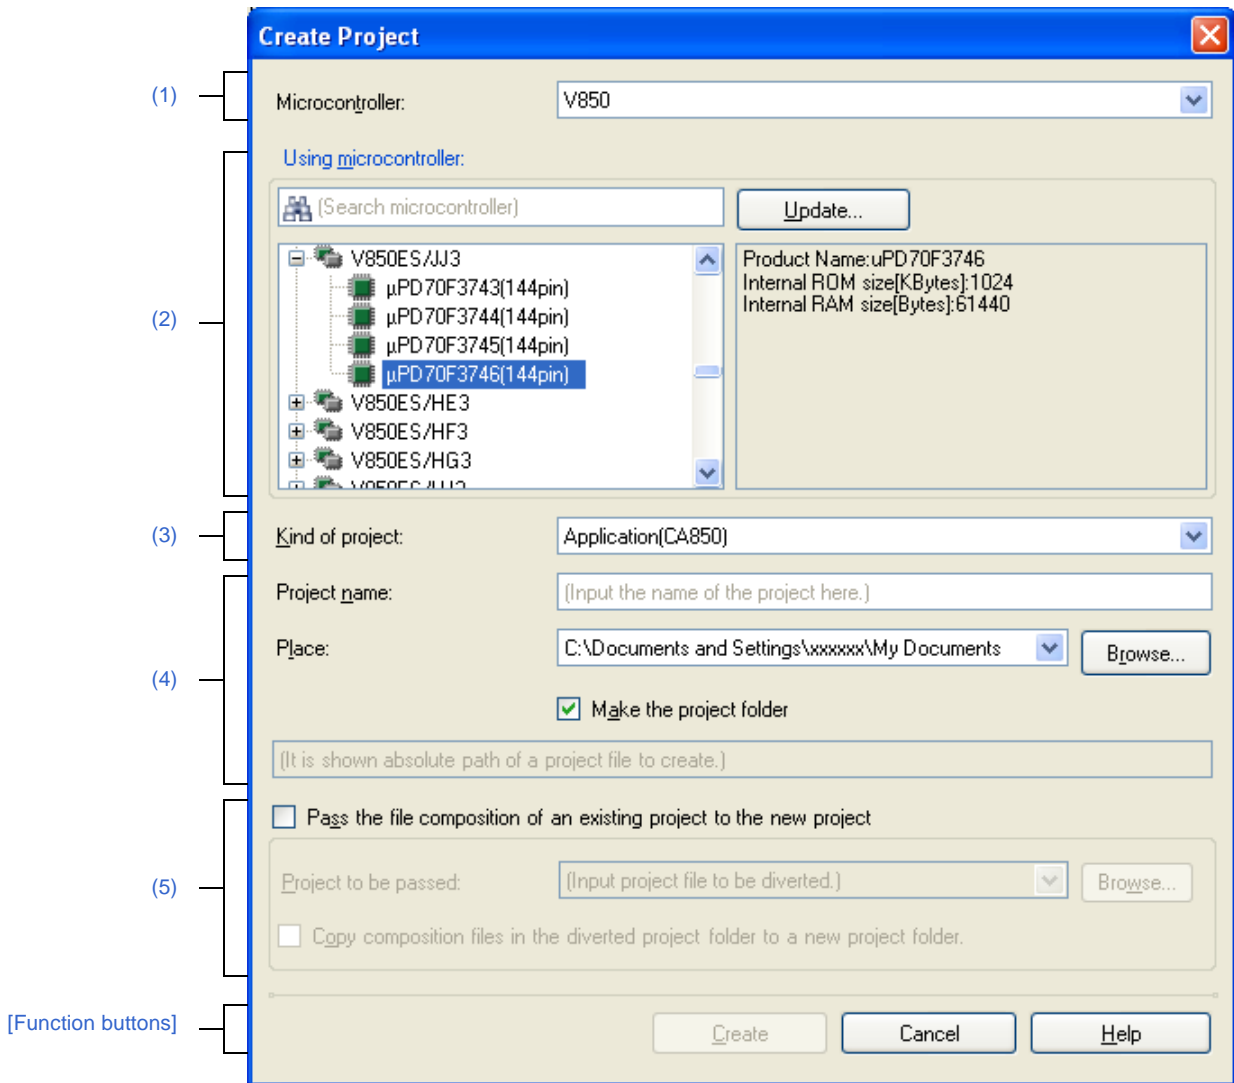 Create Project
(1)
Microcontroller:
V850
Using microcontroller:
(Search microcontroller)
Update...
(2)
V850ES/JJ3
µPD70F3743(144pin)
µPD70F3744(144pin)
µPD70F3745(144pin)
µPD70F3746(144pin)
V850ES/HE3
V850ES/HF3
V850ES/HG3
Product Name:uPD70F3746
Internal ROM size[KBytes]:1024
Internal RAM size[Bytes]:61440
(3)
Kind of project:
Application(CA850)
(4)
Project name:
(Input the name of the project here.)
Place:
C:\Documents and Settings\xxxxxx\My Documents
Browse...
Make the project folder
(It is shown absolute path of a project file to create.)
(5)
Pass the file composition of an existing project to the new project
Project to be passed:
(Input project file to be diverted.)
Browse...
Copy composition files in the diverted project folder to a new project folder.
[Function buttons]
Create
Cancel
Help